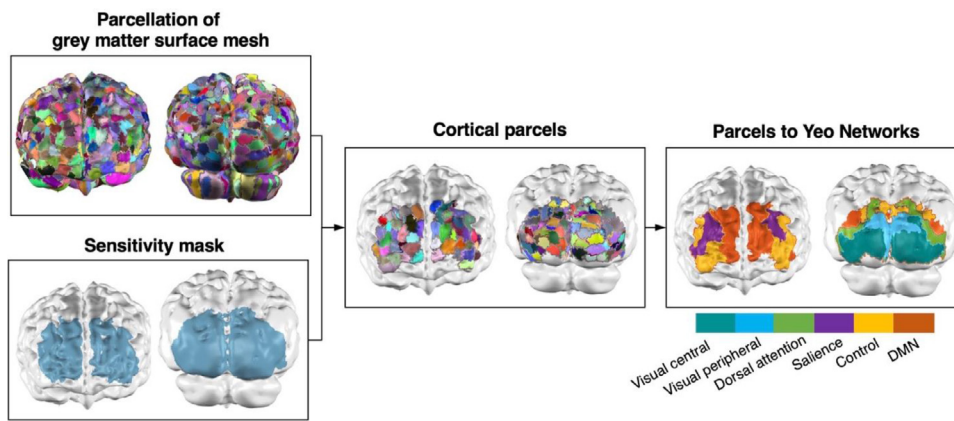 Parcellation of
grey matter surface mesh
Sensitivity mask
Cortical parcels
Parcels to Yeo Networks
Visual central
Visual peripheral
Dorsal attention
Salience
Control
DMN